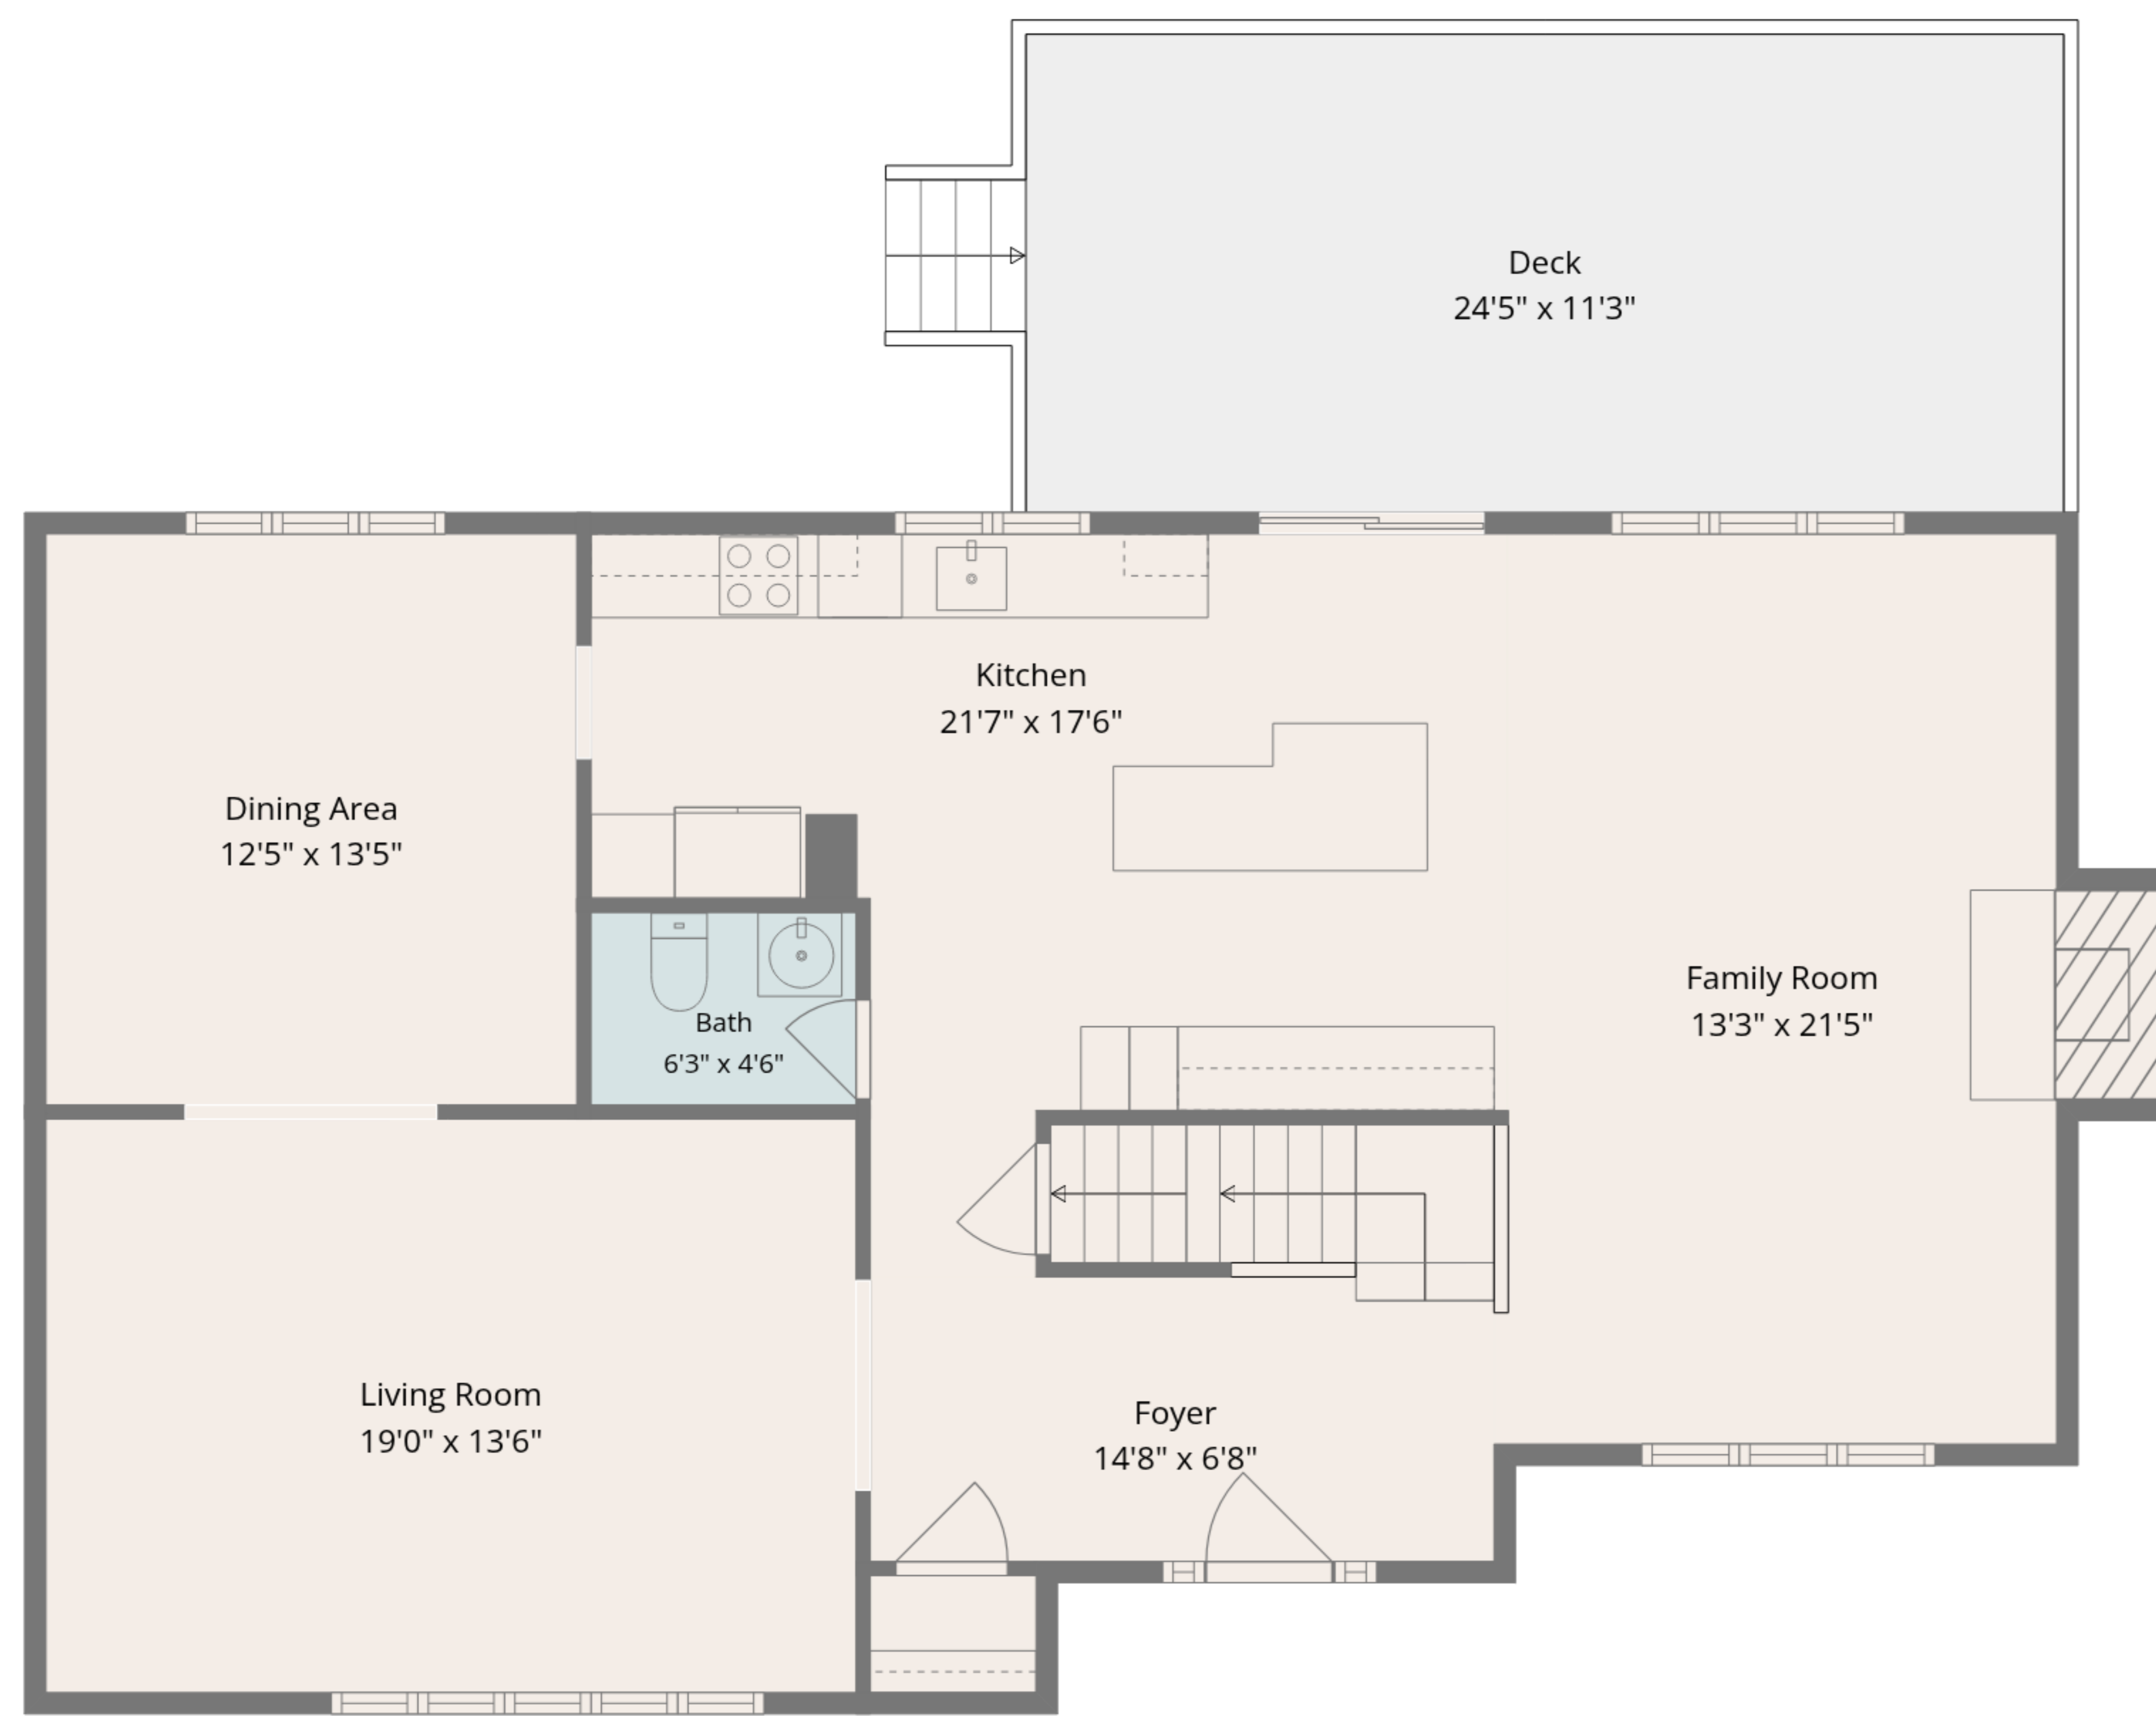 Deck
24'5" x 11'3"
Kitchen
21'7" x 17'6"
Dining Area
12'5" x 13'5"
Family Room
13'3" x 21'5"
Bath
6'3" x 4'6"
Living Room
19'0" x 13'6"
Foyer
14'8" x 6'8"